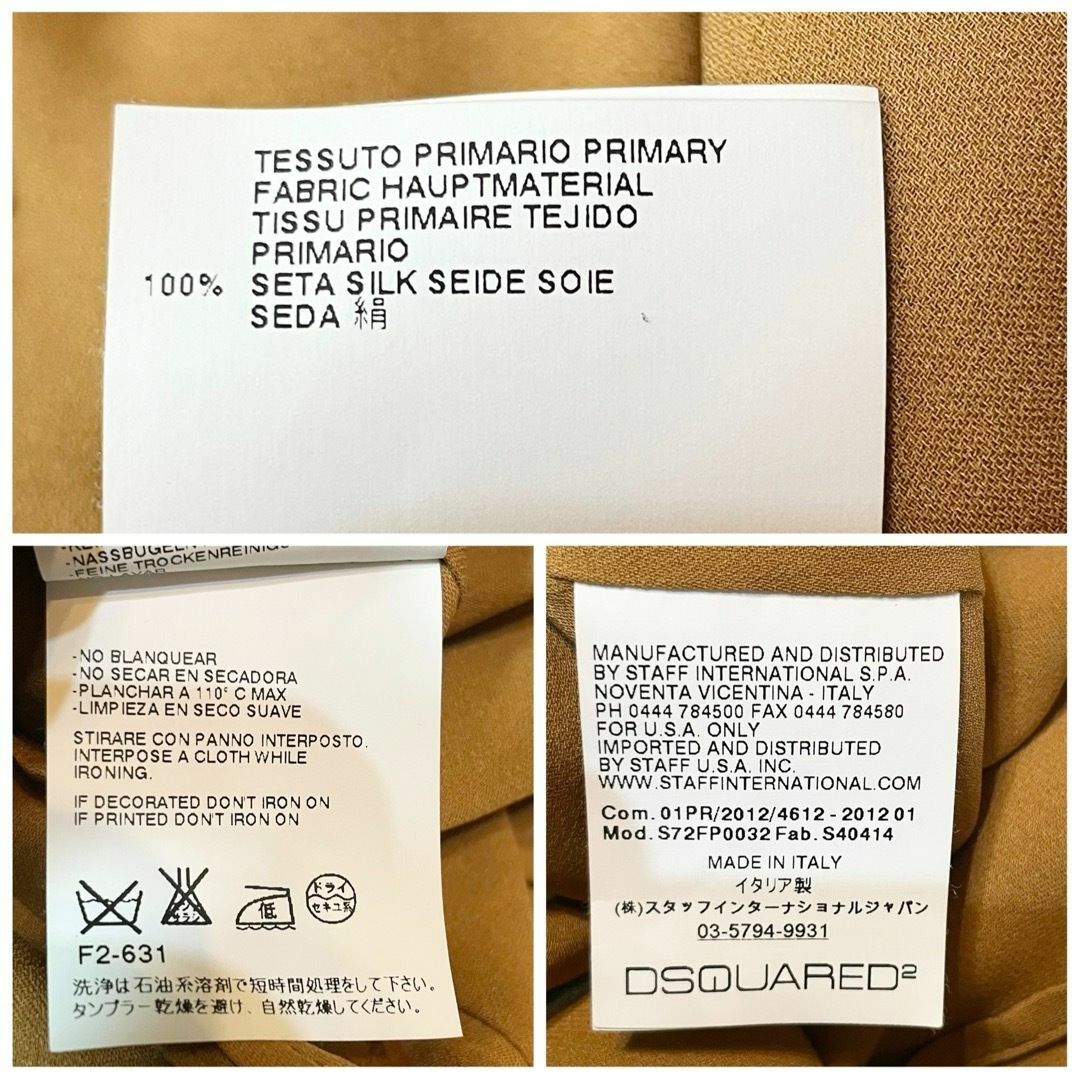 TESSUTO PRIMARIO PRIMARY
FABRIC HAUPTMATERIAL
TISSU PRIMAIRE TEJIDO
PRIMARIO
100% SETA SILK SEIDE SOIE
SEDA 絹
-NASSBÜGELN
-FEINE TROCKENREINIG
-NO BLANQUEAR
-NO SECAR EN SECADORA
-PLANCHAR A 110° C MAX
-LIMPIEZA EN SECO SUAVE
STIRARE CON PANNO INTERPOSTO.
INTERPOSE A CLOTH WHILE
IRONING.
IF DECORATED DON'T IRON ON
IF PRINTED DON'T IRON ON
低
ドライ
セキユ系
F2-631
洗浄は石油系溶剤で短時間処理をして下さい。
タンブラー乾燥を避け、自然乾燥してください。
MANUFACTURED AND DISTRIBUTED
BY STAFF INTERNATIONAL S.P.A.
NOVENTA VICENTINA - ITALY
PH 0444 784500 FAX 0444 784580
FOR U.S.A. ONLY
IMPORTED AND DISTRIBUTED
BY STAFF U.S.A. INC.
WWW.STAFFINTERNATIONAL.COM
Com. 01PR/2012/4612 - 2012 01
Mod. S72FP0032 Fab. S40414
MADE IN ITALY
イタリア製
(株)スタッフインターナショナルジャパン
03-5794-9931
DSQUARED²